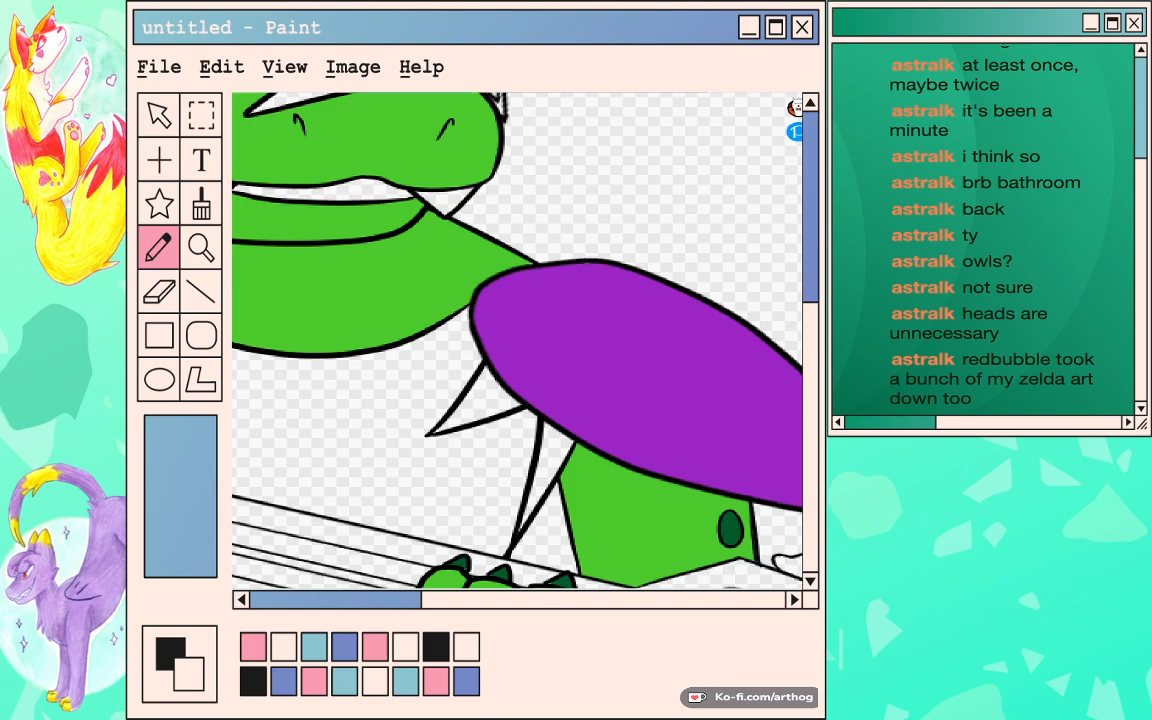 untitled - Paint
File Edit View Image Help
T
Ko-fi.com/arthog
astralk at least once,
maybe twice
astralk it's been a
minute
astralk i think so
astralk brb bathroom
astralk back
astralk ty
astralk owls?
astralk not sure
astralk heads are
unnecessary
astralk redbubble took
a bunch of my zelda art
down too